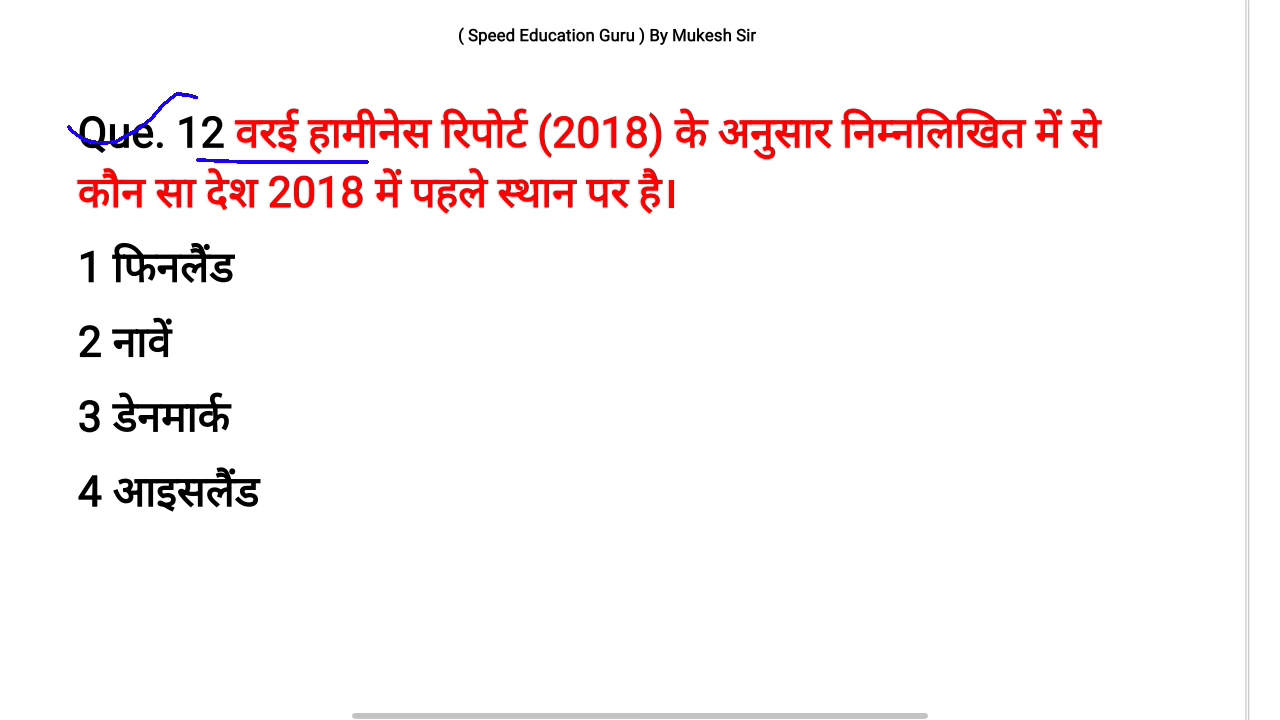 ( Speed Education Guru ) By Mukesh Sir
Que. 12 वरई हामीनेस रिपोर्ट (2018) के अनुसार निम्नलिखित में से
कौन सा देश 2018 में पहले स्थान पर है।
1 फिनलैंड
2 नावें
3 डेनमार्क
4 आइसलैंड